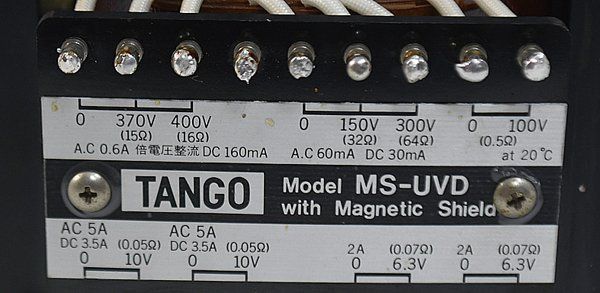 0 370V 400V 0 150V 300V 0 100V
(15Ω) (16Ω) (32Ω) (64Ω) (0.5Ω)
A.C 0.6A 倍電圧整流 DC 160mA A.C 60mA DC 30mA at 20℃
TANGO Model MS-UVD
with Magnetic Shield
AC 5A AC 5A 2A (0.07Ω) 2A (0.07Ω)
DC 3.5A (0.05Ω) DC 3.5A (0.05Ω)
0 10V 0 10V 0 6.3V 0 6.3V